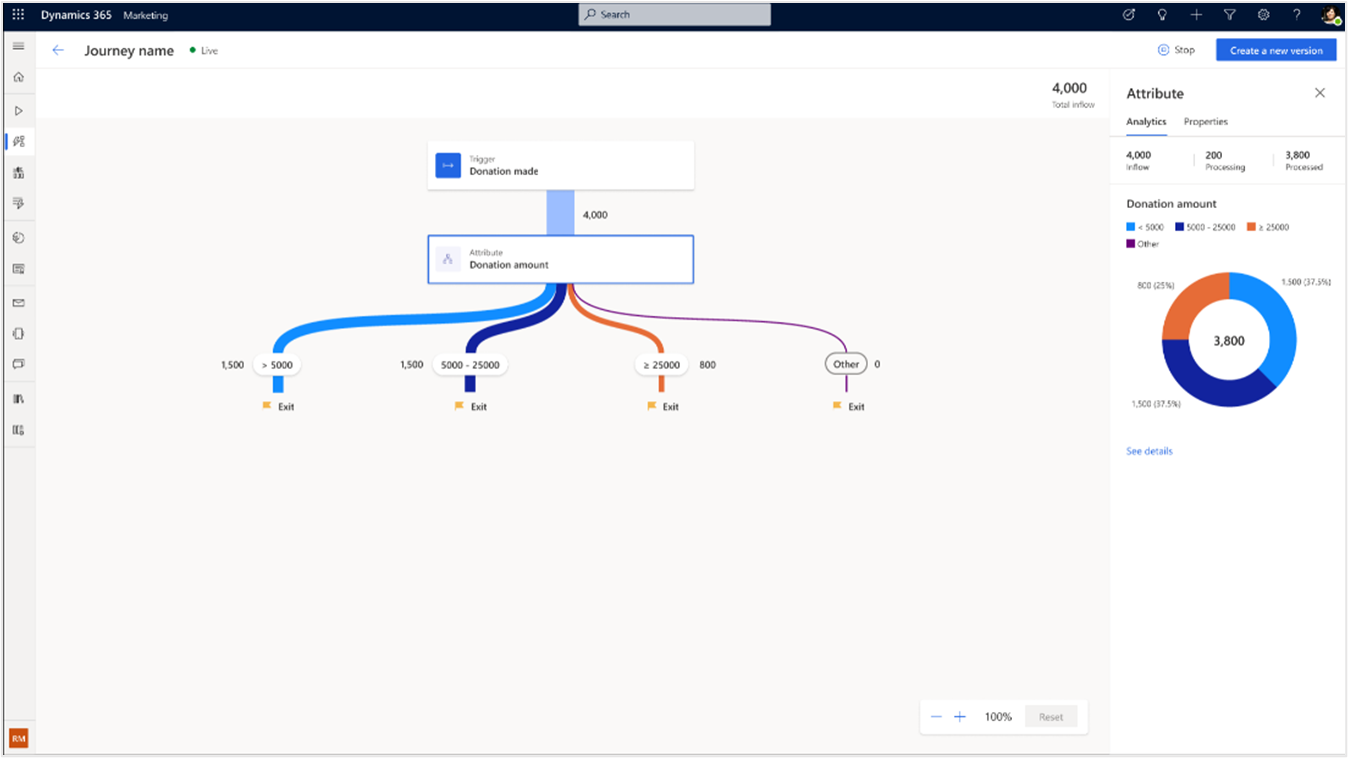 Dynamics 365 Marketing Search
Journey name Live Stop Create a new version
4,000
Total inflow
Trigger
Donation made
4,000
Attribute
Donation amount
1,500 > 5000 1,500 5000 - 25000 ≥ 25000 800 Other 0
Exit Exit Exit Exit
100% Reset
RM
Attribute
Analytics Properties
4,000 200 3,800
Inflow Processing Processed
Donation amount
< 5000 5000 - 25000 ≥ 25000
Other
800 (25%) 1,500 (37.5%)
3,800
1,500 (37.5%)
See details